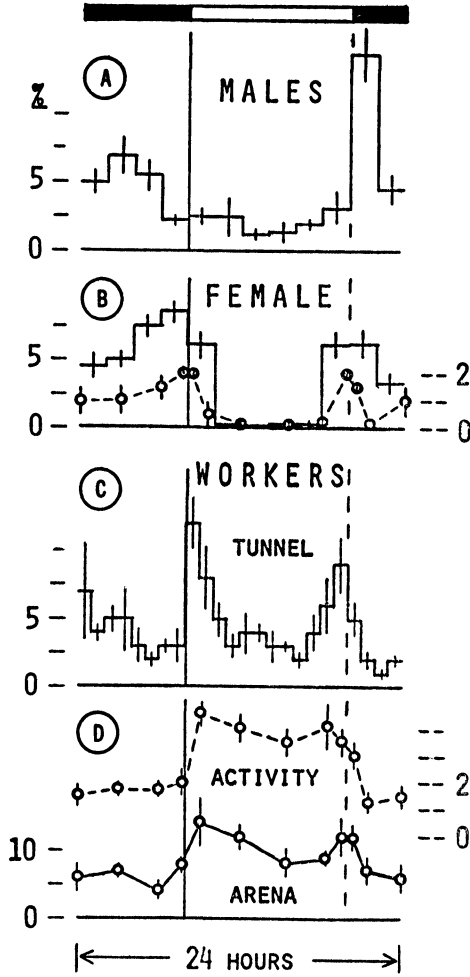 A
MALES
%
5
0
B
FEMALE
5
0
2
0
C
WORKERS
TUNNEL
5
0
D
ACTIVITY
2
0
10
0
ARENA
24 HOURS